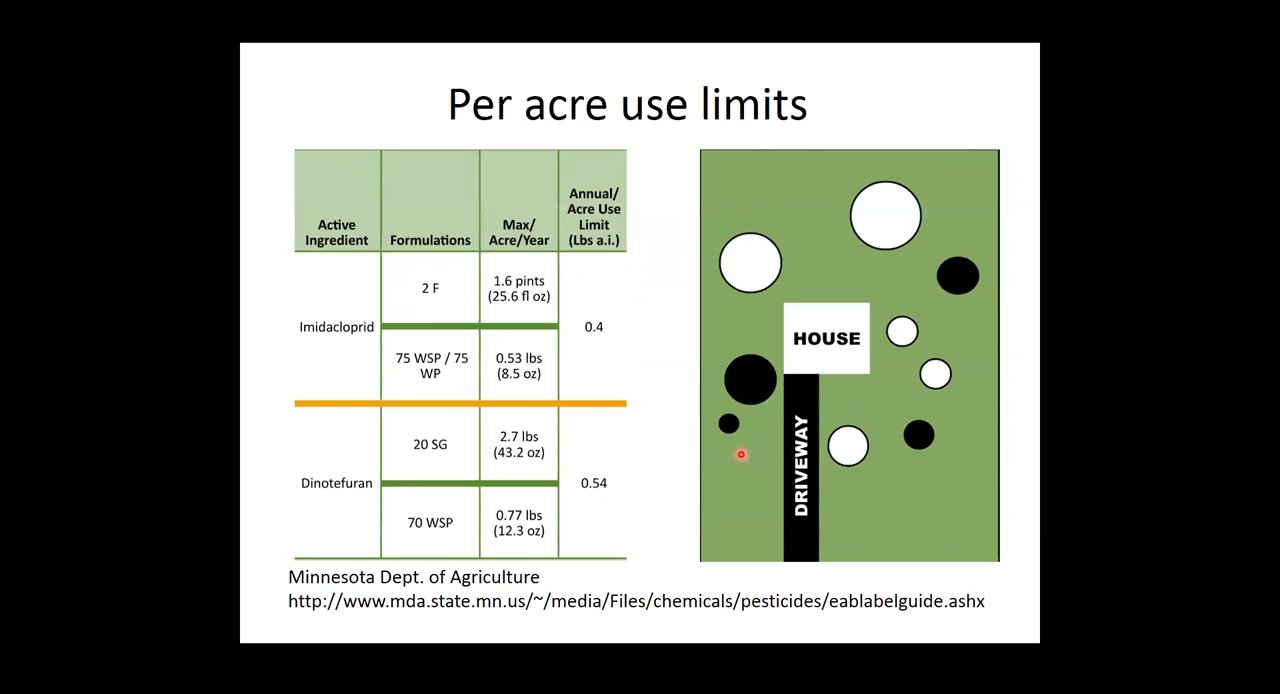 Per acre use limits
Active
Ingredient
Formulations
Max/
Acre/Year
Annual/
Acre Use
Limit
(Lbs a.i.)
Imidacloprid
2 F
1.6 pints
(25.6 fl oz)
0.4
75 WSP / 75
WP
0.53 lbs
(8.5 oz)
Dinotefuran
20 SG
2.7 lbs
(43.2 oz)
0.54
70 WSP
0.77 lbs
(12.3 oz)
HOUSE
DRIVEWAY
Minnesota Dept. of Agriculture
http://www.mda.state.mn.us/~/media/Files/chemicals/pesticides/eablabelguide.ashx